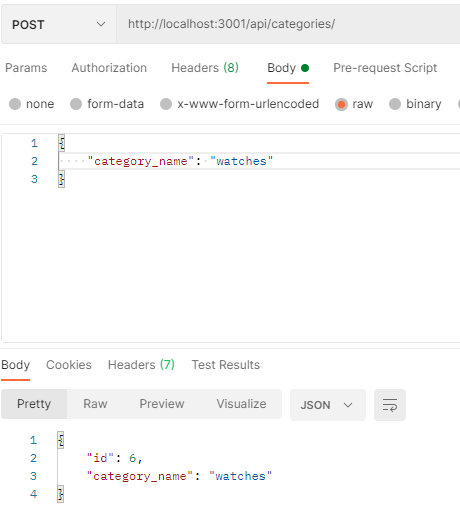 POST http://localhost:3001/api/categories/
Params Authorization Headers (8) Body Pre-request Script
none form-data x-www-form-urlencoded raw binary
1 {
2 "category_name": "watches"
3 }
Body Cookies Headers (7) Test Results
Pretty Raw Preview Visualize JSON
1 {
2 "id": 6,
3 "category_name": "watches"
4 }